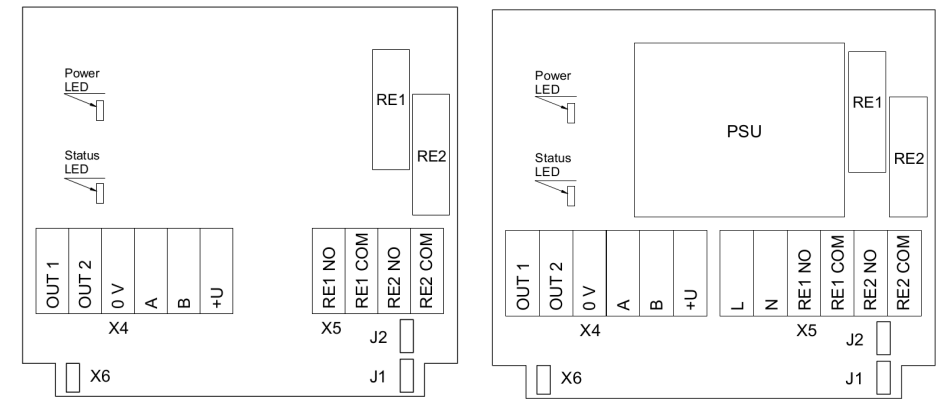 Power
LED
RE1
RE2
Status
LED
OUT 1
OUT 2
0 V
A
B
+U
RE1 NO
RE1 COM
RE2 NO
RE2 COM
X4
X5
J2
X6
J1
Power
LED
PSU
RE1
RE2
Status
LED
OUT 1
OUT 2
0 V
A
B
+U
L
N
RE1 NO
RE1 COM
RE2 NO
RE2 COM
X4
X5
J2
X6
J1